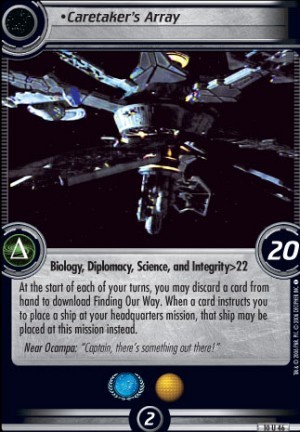 •Caretaker's Array
Δ
20
Biology, Diplomacy, Science, and Integrity>22
At the start of each of your turns, you may discard a card
from hand to download Finding Our Way. When a card instructs you
to place a ship at your headquarters mission, that ship may be
placed at this mission instead.
Near Ocampa: "Captain, there's something out there!"
2
10 U 46